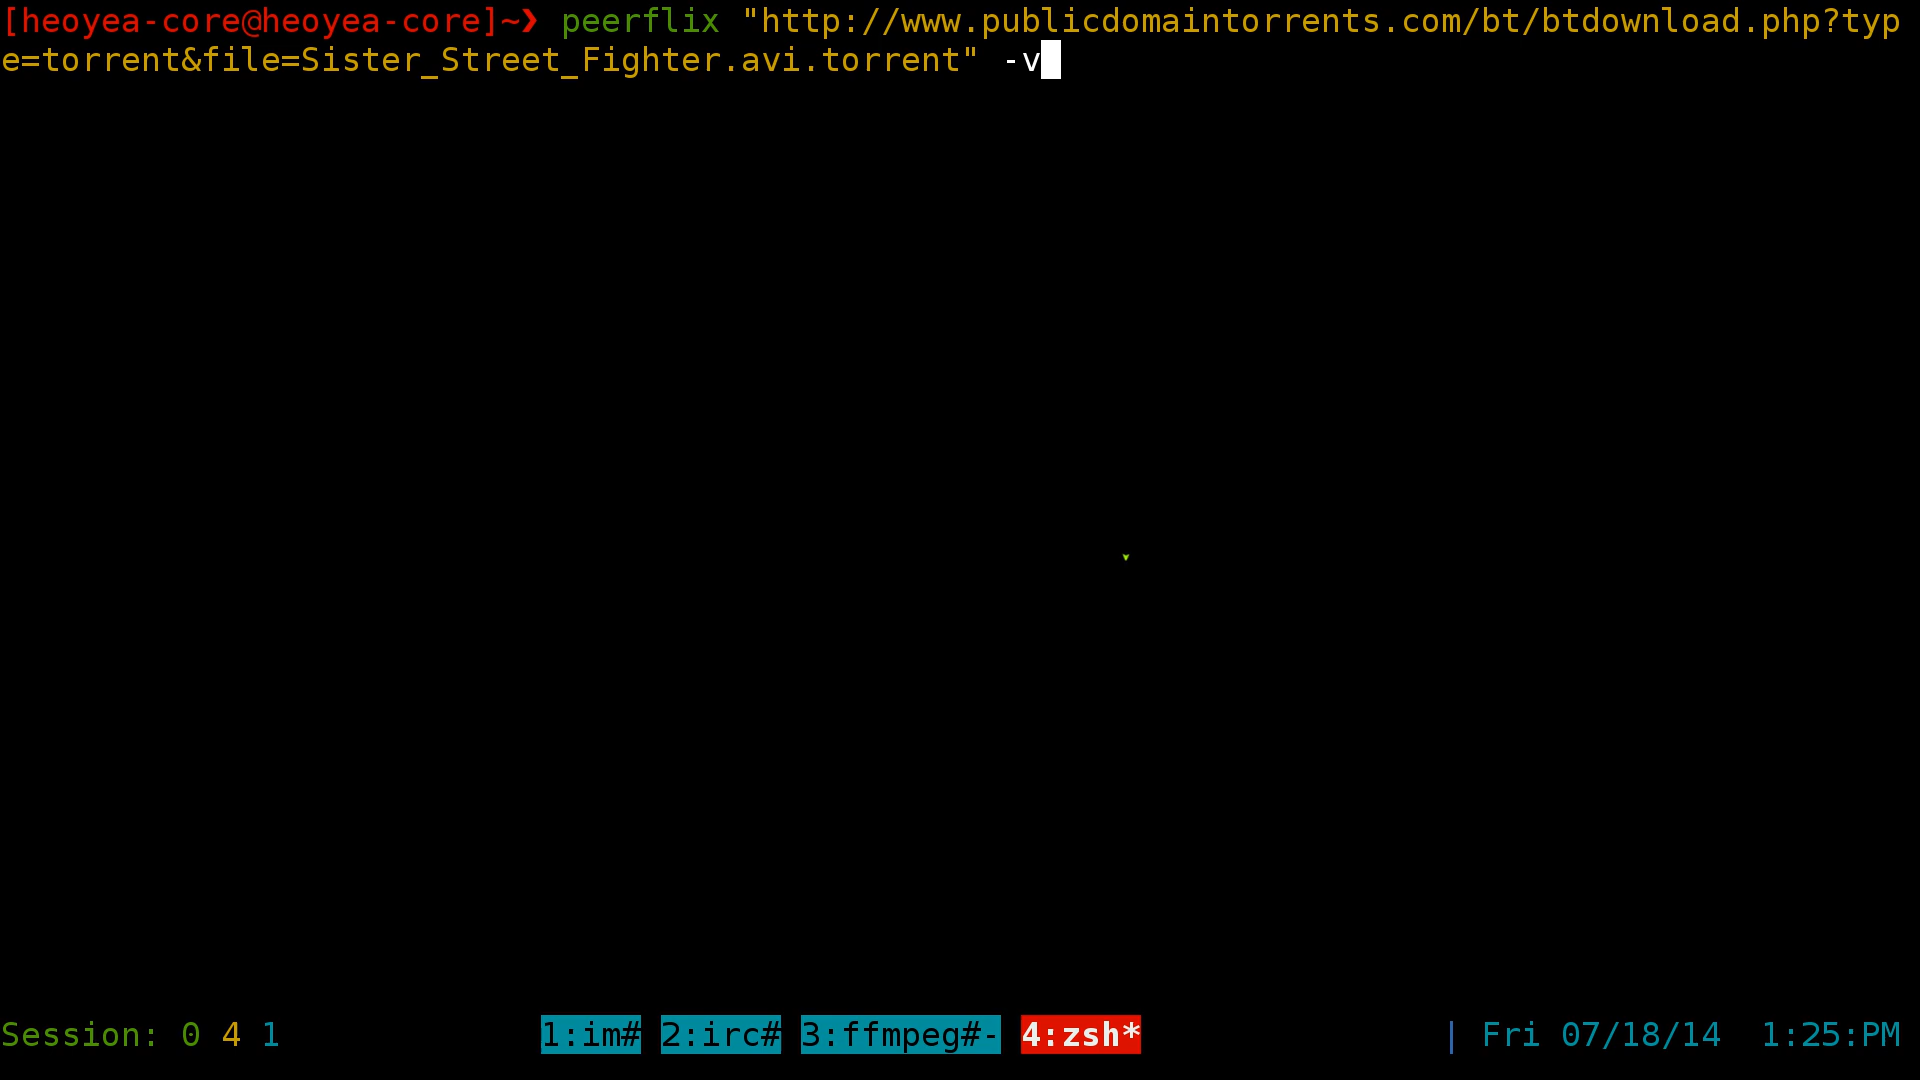 [heoyea-core@heoyea-core]~❯ peerflix "http://www.publicdomaintorrents.com/bt/btdownload.php?typ
e=torrent&file=Sister_Street_Fighter.avi.torrent" -v
Session: 0 4 1 1:im# 2:irc# 3:ffmpeg#- 4:zsh* | Fri 07/18/14 1:25:PM